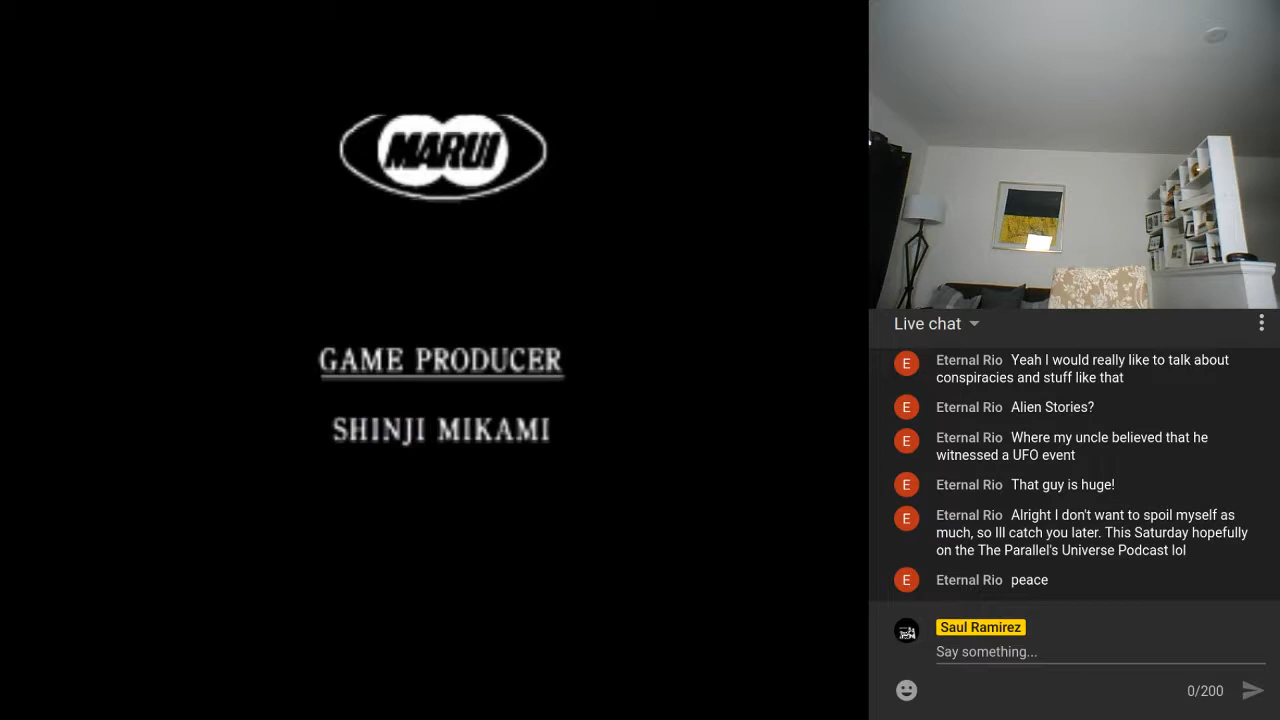 MARUI
GAME PRODUCER
SHINJI MIKAMI
Live chat
E Eternal Rio Yeah I would really like to talk about
conspiracies and stuff like that
E Eternal Rio Alien Stories?
E Eternal Rio Where my uncle believed that he
witnessed a UFO event
E Eternal Rio That guy is huge!
E Eternal Rio Alright I don't want to spoil myself as
much, so Ill catch you later. This Saturday hopefully
on the The Parallel's Universe Podcast lol
E Eternal Rio peace
Saul Ramirez
Say something...
0/200